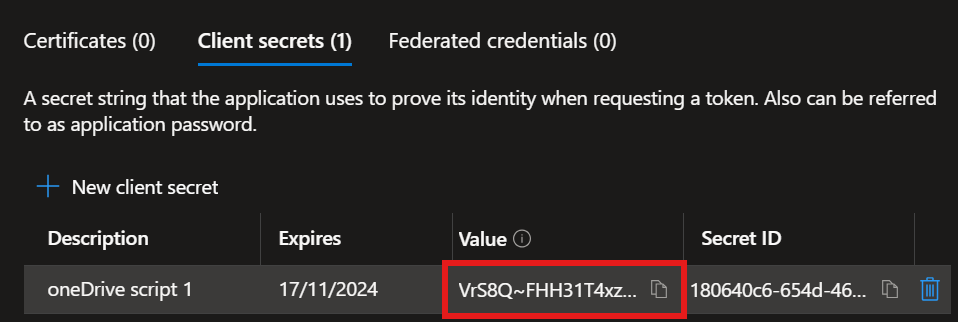 Certificates (0) Client secrets (1) Federated credentials (0)
A secret string that the application uses to prove its identity when requesting a token. Also can be referred
to as application password.
New client secret
Description Expires Value Secret ID
oneDrive script 1 17/11/2024 VrS8Q~FHH31T4xz... 180640c6-654d-46...